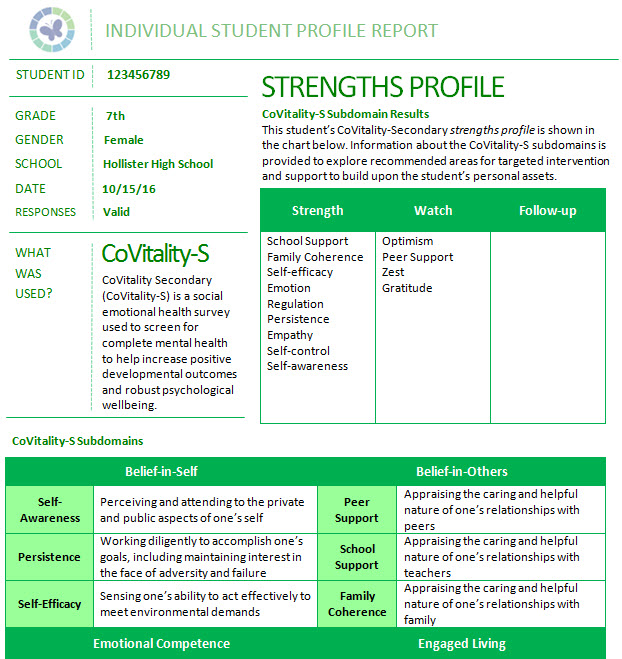 INDIVIDUAL STUDENT PROFILE REPORT
STUDENT ID 123456789
GRADE 7th
GENDER Female
SCHOOL Hollister High School
DATE 10/15/16
RESPONSES Valid
WHAT
WAS
USED?
CoVitality-S
CoVitality Secondary
(CoVitality-S) is a social
emotional health survey
used to screen for
complete mental health
to help increase positive
developmental outcomes
and robust psychological
wellbeing.
STRENGTHS PROFILE
CoVitality-S Subdomain Results
This student's CoVitality-Secondary strengths profile is shown in
the chart below. Information about the CoVitality-S subdomains is
provided to explore recommended areas for targeted intervention
and support to build upon the student's personal assets.
Strength Watch Follow-up
School Support Optimism
Family Coherence Peer Support
Self-efficacy Zest
Emotion Gratitude
Regulation
Persistence
Empathy
Self-control
Self-awareness
CoVitality-S Subdomains
Belief-in-Self Belief-in-Others
Self-
Awareness
Perceiving and attending to the private
and public aspects of one's self
Peer
Support
Appraising the caring and helpful
nature of one's relationships with
peers
Persistence
Working diligently to accomplish one's
goals, including maintaining interest in
the face of adversity and failure
School
Support
Appraising the caring and helpful
nature of one's relationships with
teachers
Self-Efficacy
Sensing one's ability to act effectively to
meet environmental demands
Family
Coherence
Appraising the caring and helpful
nature of one's relationships with
family
Emotional Competence Engaged Living